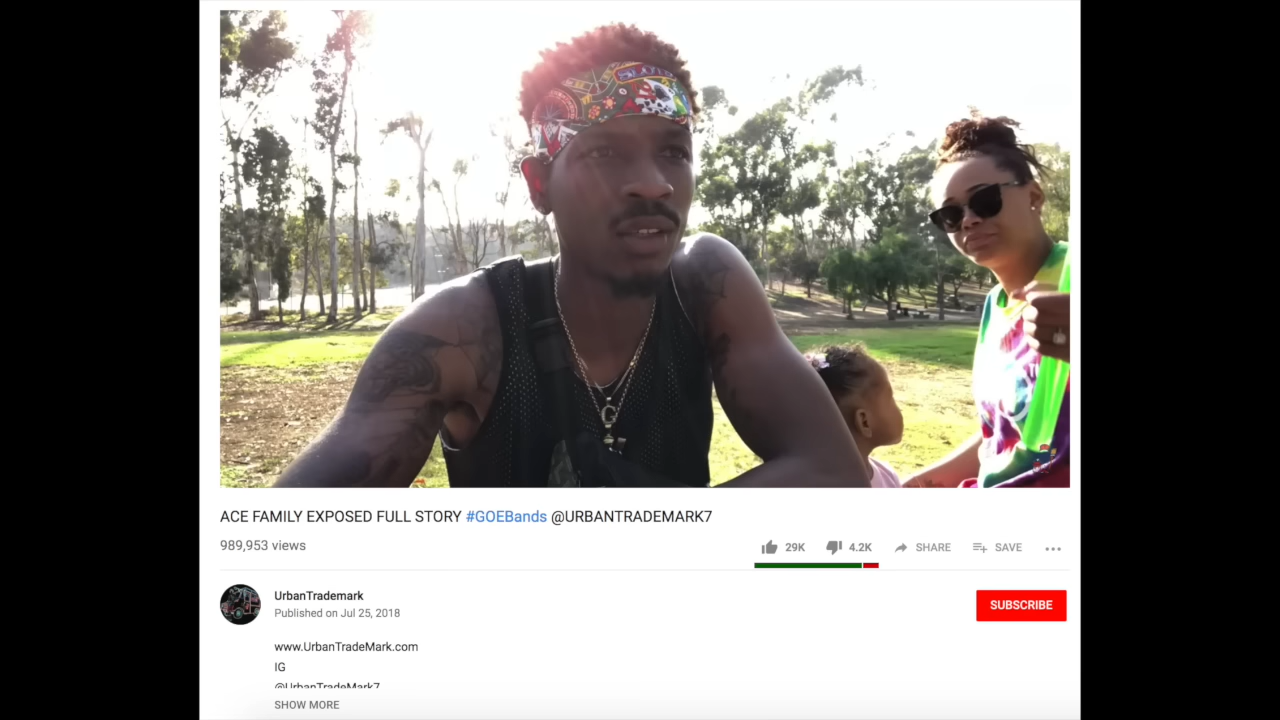 ACE FAMILY EXPOSED FULL STORY #GOEBands @URBANTRADEMARK7
989,953 views
29K 4.2K SHARE SAVE
UrbanTrademark
Published on Jul 25, 2018
SUBSCRIBE
www.UrbanTradeMark.com
IG
@UrbanTradeMark7
SHOW MORE